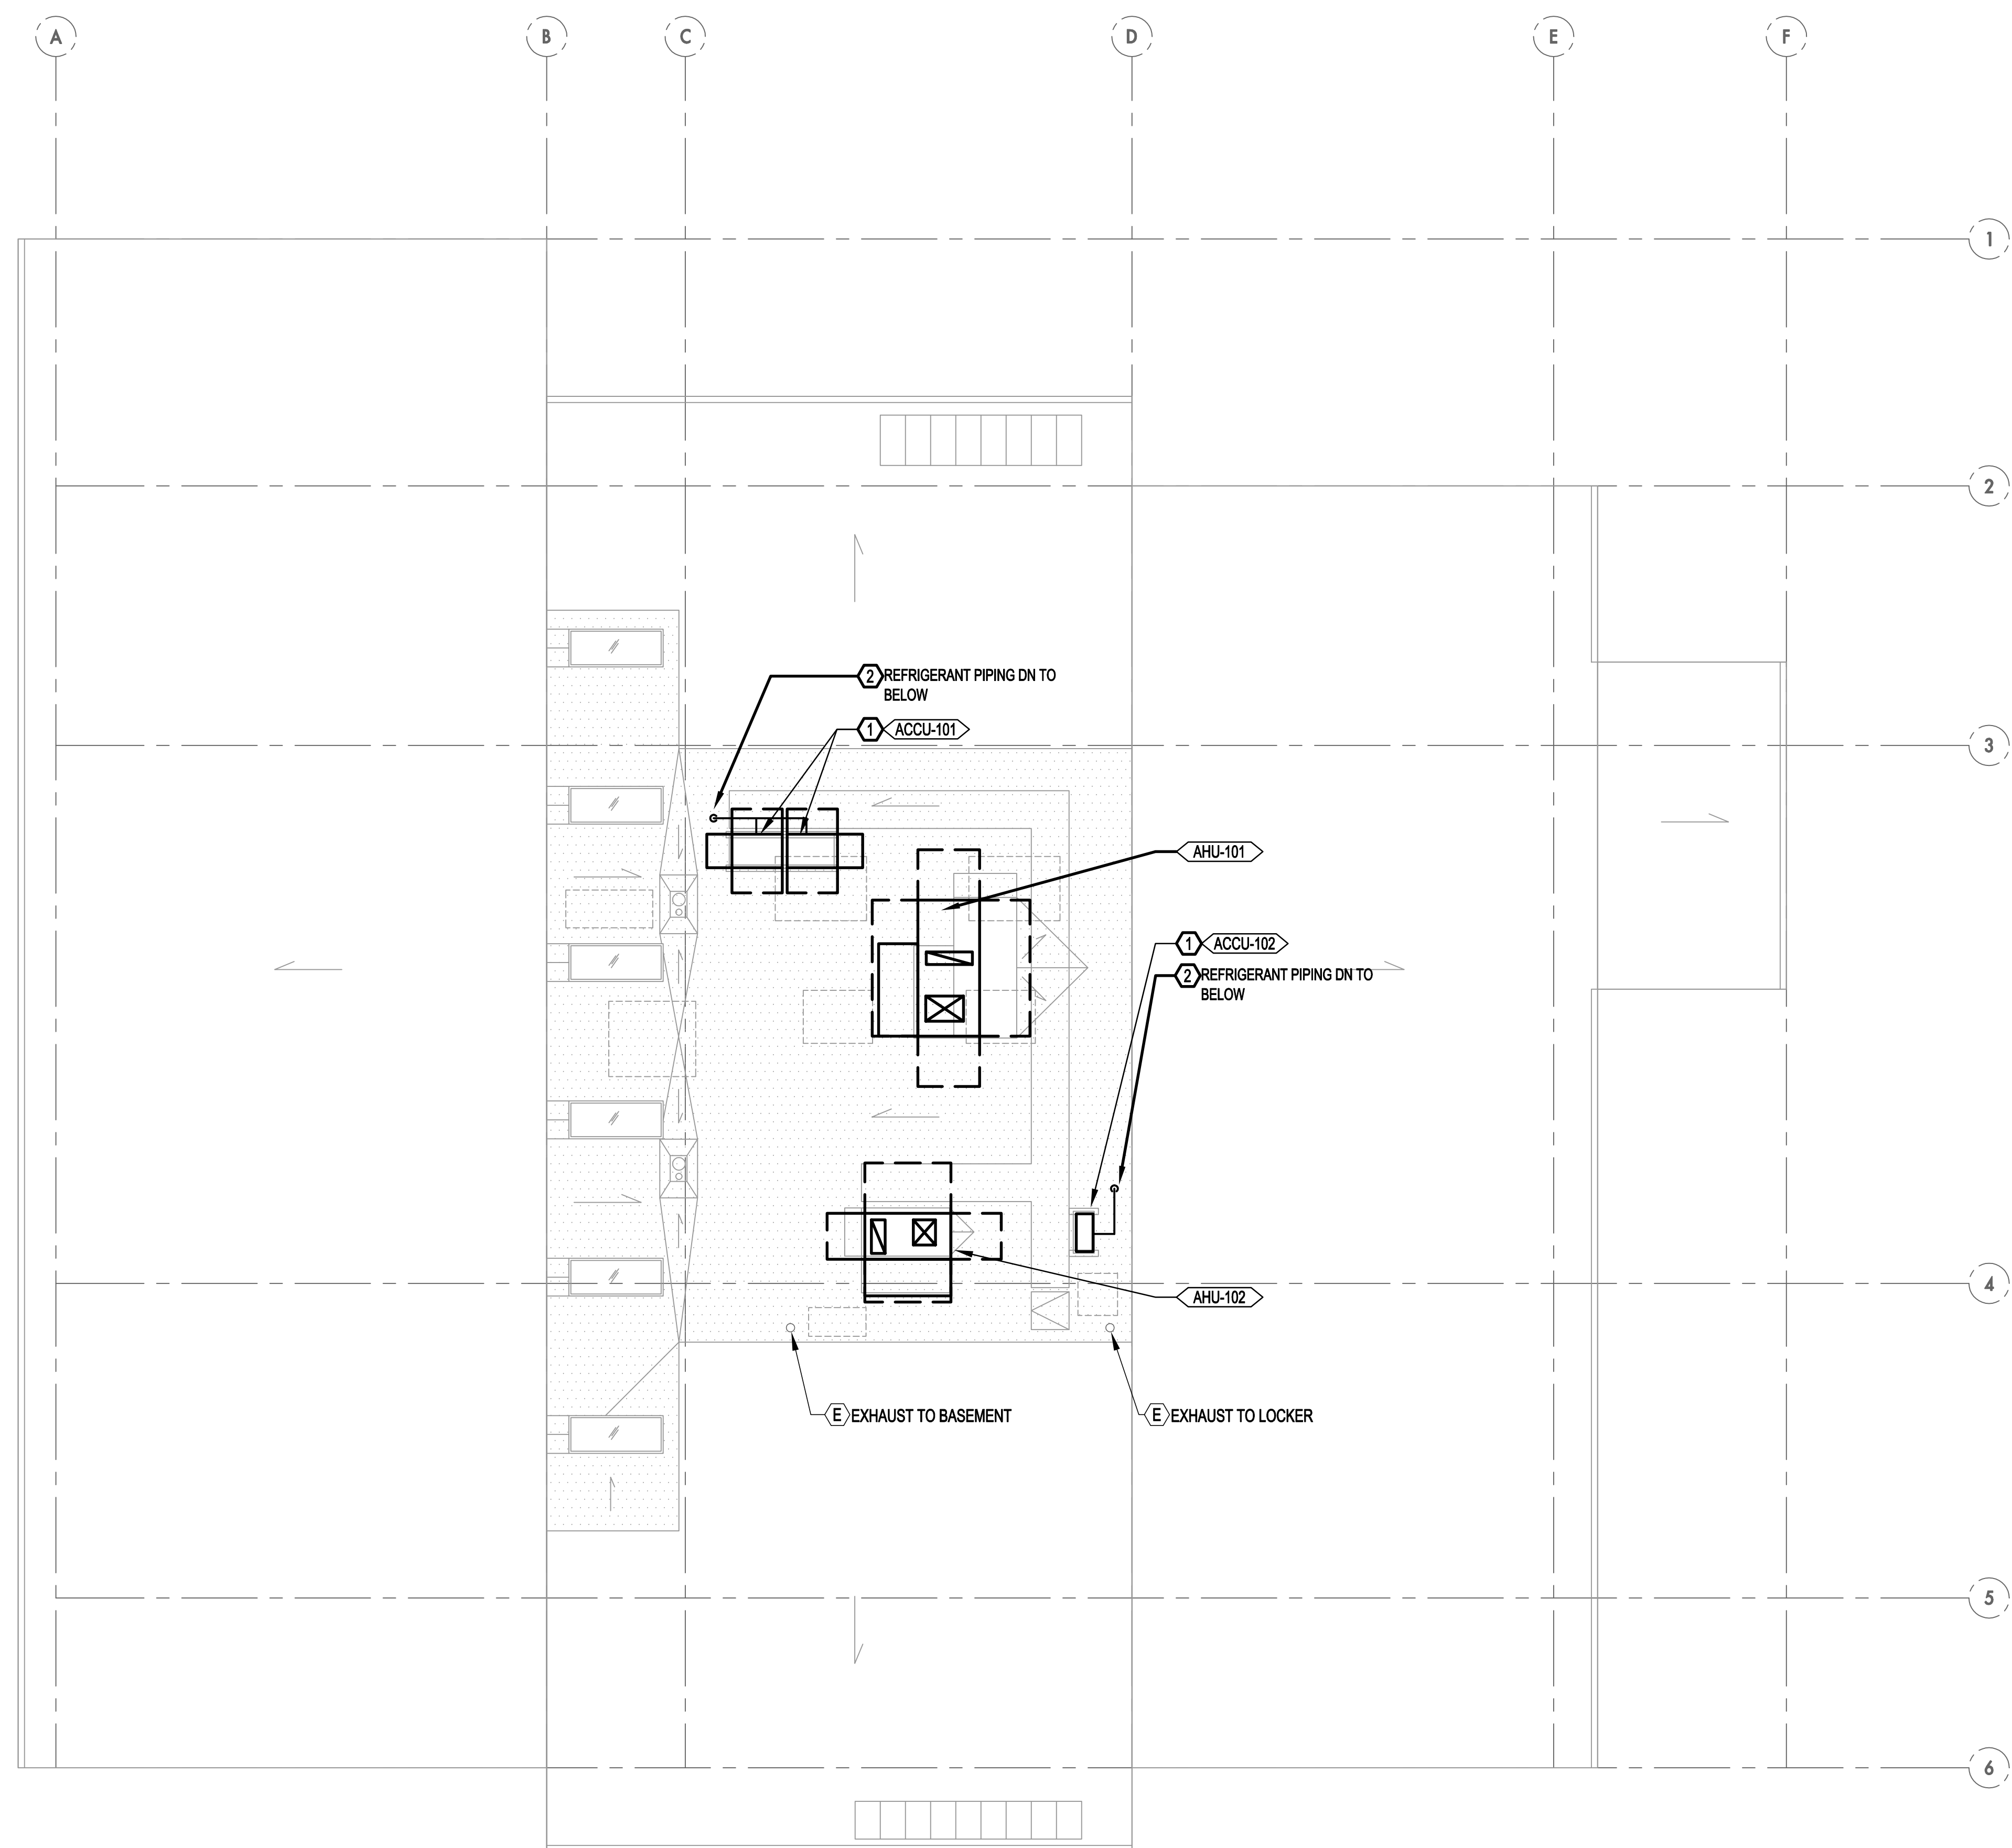 A
B
C
D
E
F
1
2
2 REFRIGERANT PIPING DN TO
BELOW
1 ACCU-101
3
AHU-101
1 ACCU-102
2 REFRIGERANT PIPING DN TO
BELOW
4
AHU-102
E EXHAUST TO BASEMENT
E EXHAUST TO LOCKER
5
6